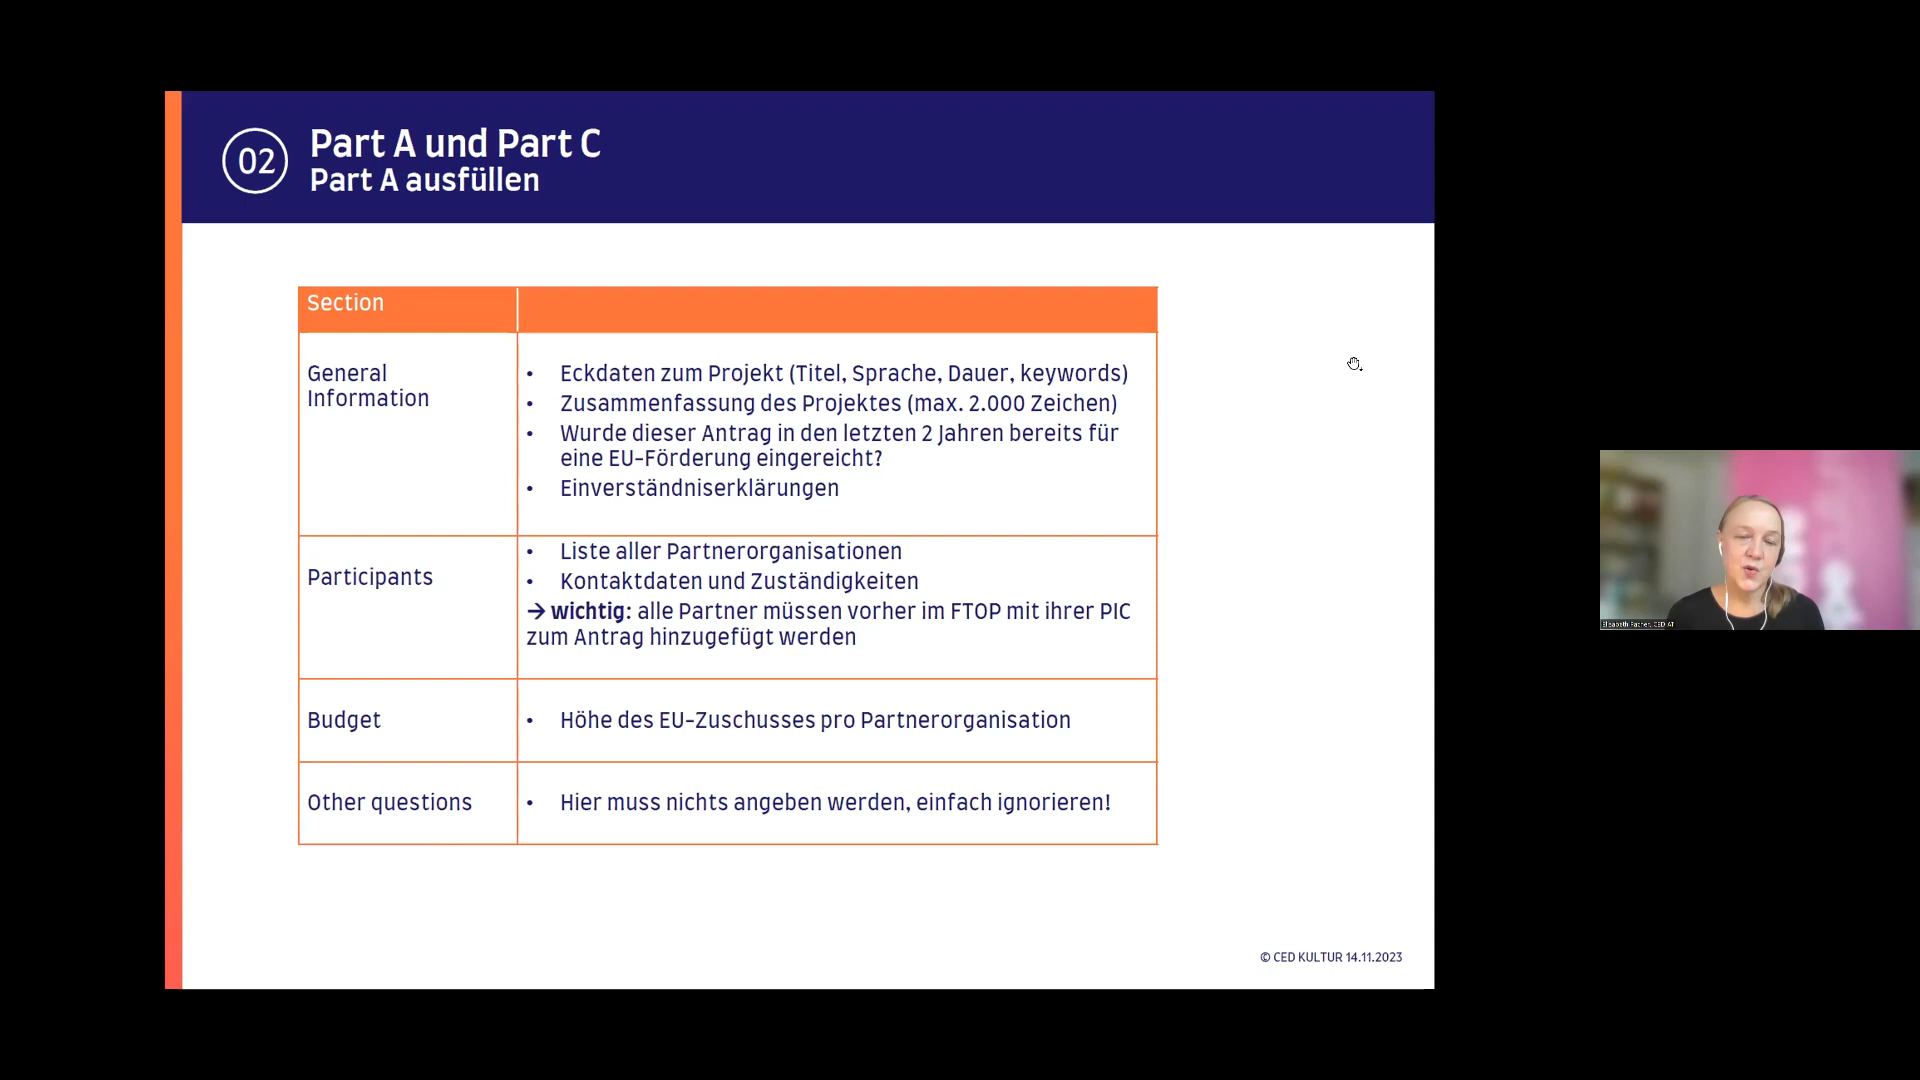 02
Part A und Part C
Part A ausfüllen
Section
General
Information
• Eckdaten zum Projekt (Titel, Sprache, Dauer, keywords)
• Zusammenfassung des Projektes (max. 2.000 Zeichen)
• Wurde dieser Antrag in den letzten 2 Jahren bereits für
eine EU-Förderung eingereicht?
• Einverständniserklärungen
Participants
• Liste aller Partnerorganisationen
• Kontaktdaten und Zuständigkeiten
→ wichtig: alle Partner müssen vorher im FTOP mit ihrer PIC
zum Antrag hinzugefügt werden
Budget
• Höhe des EU-Zuschusses pro Partnerorganisation
Other questions
• Hier muss nichts angeben werden, einfach ignorieren!
© CED KULTUR 14.11.2023
Elisabeth Pacher, CED AT